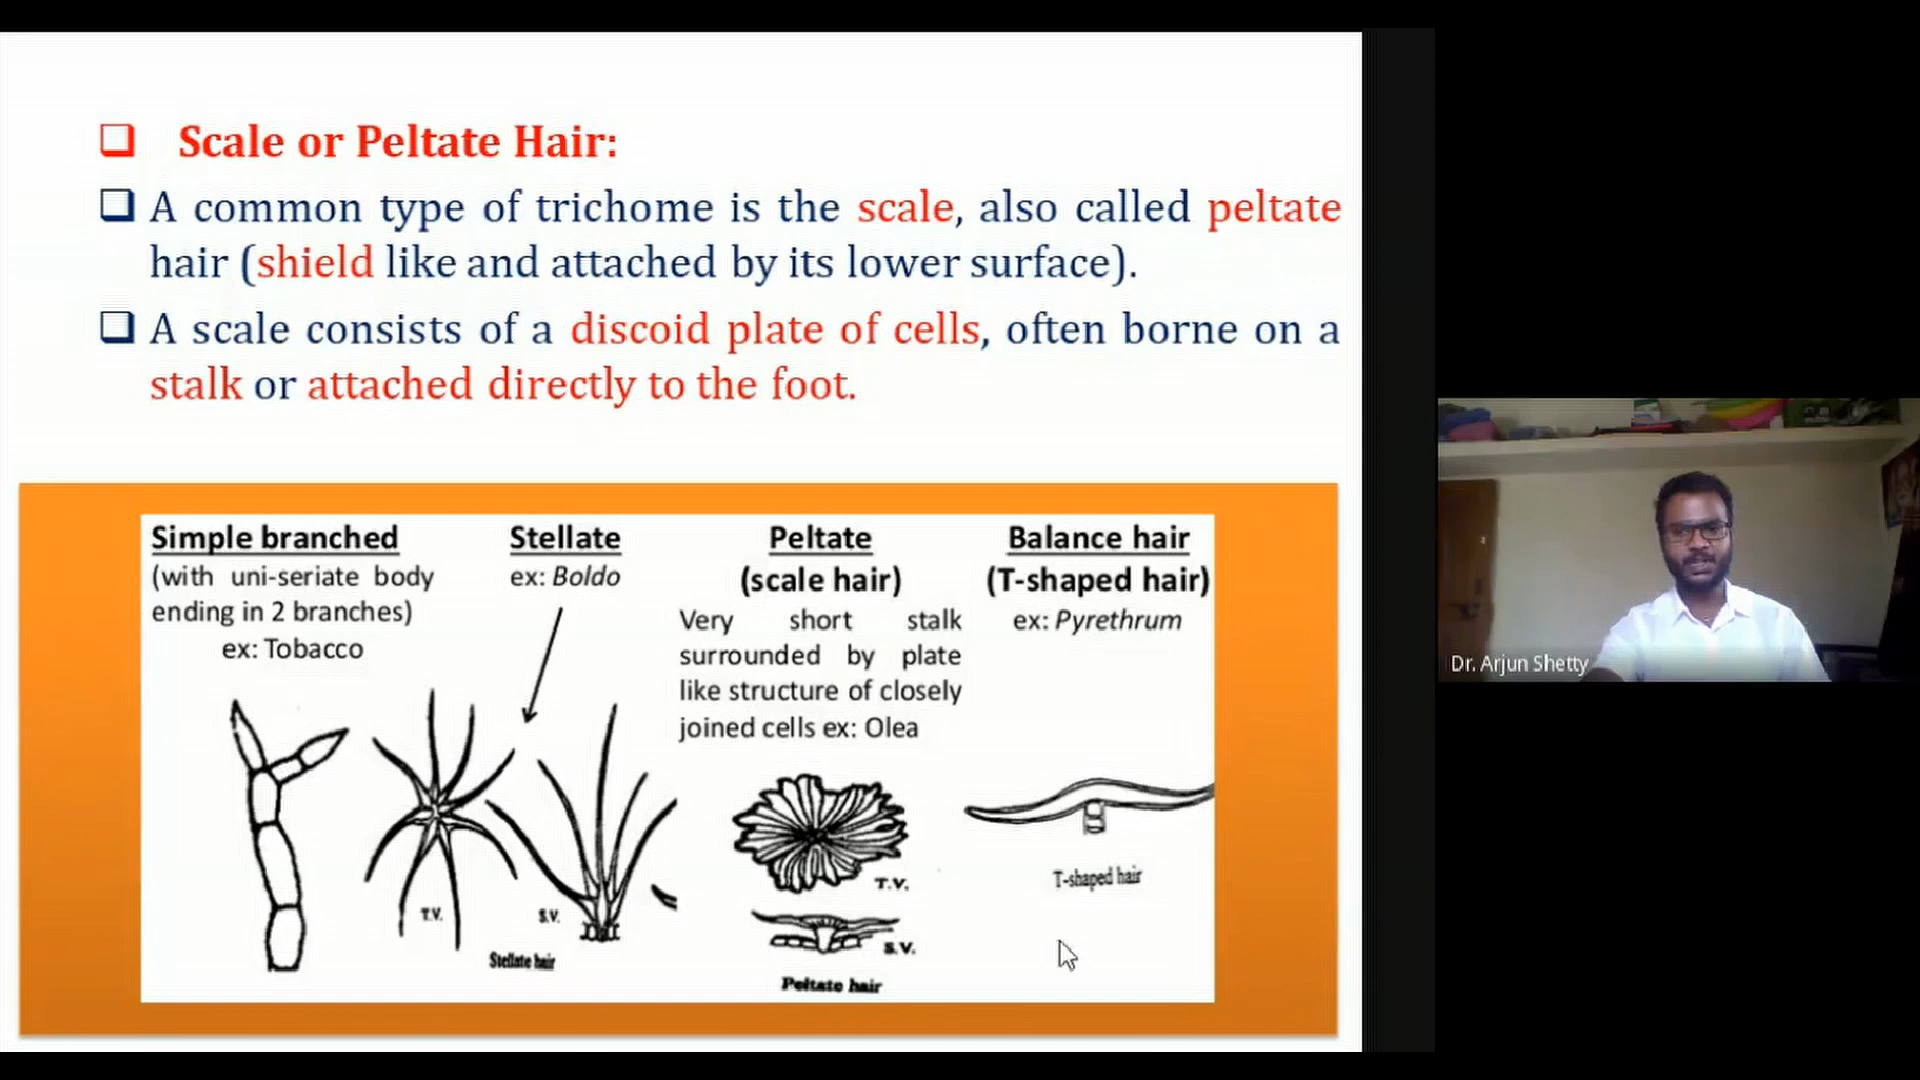 Scale or Peltate Hair:
A common type of trichome is the scale, also called peltate
hair (shield like and attached by its lower surface).
A scale consists of a discoid plate of cells, often borne on a
stalk or attached directly to the foot.
Simple branched
(with uni-seriate body
ending in 2 branches)
ex: Tobacco
Stellate
ex: Boldo
T.V.
S.V.
Stellate hair
Peltate
(scale hair)
Very short stalk
surrounded by plate
like structure of closely
joined cells ex: Olea
T.V.
S.V.
Peltate hair
Balance hair
(T-shaped hair)
ex: Pyrethrum
T-shaped hair
Dr. Arjun Shetty